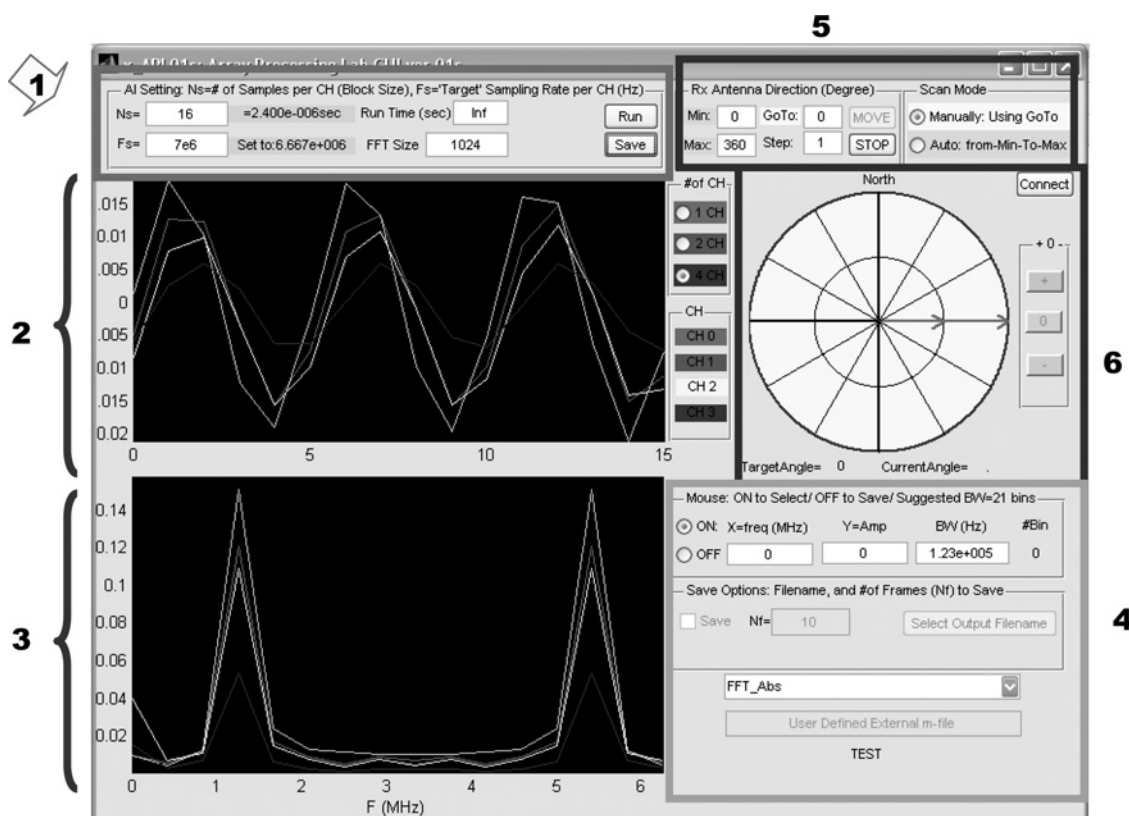 5
1
AI Setting: Ns=# of Samples per CH (Block Size), Fs='Target' Sampling Rate per CH (Hz)
Ns= 16 =2.400e-006sec Run Time (sec) Inf Run
Fs= 7e6 Set to:6.667e+006 FFT Size 1024 Save
Rx Antenna Direction (Degree)
Min: 0 GoTo: 0 MOVE
Max: 360 Step: 1 STOP
Scan Mode
Manually: Using GoTo
Auto: from-Min-To-Max
2
.015
0.01
.005
0
.005
0.01
.015
0.02
0 5 10 15
#of CH
1 CH
2 CH
4 CH
CH
CH 0
CH 1
CH 2
CH 3
North
Connect
+ 0 -
+
0
-
6
TargetAngle= 0 CurrentAngle= .
3
0.14
0.12
0.1
0.08
0.06
0.04
0.02
0 1 2 3 4 5 6
F (MHz)
Mouse: ON to Select/ OFF to Save/ Suggested BW=21 bins
ON: X=freq (MHz) Y=Amp BW (Hz) #Bin
OFF 0 0 1.23e+005 0
Save Options: Filename, and #of Frames (Nf) to Save
Save Nf= 10 Select Output Filename
4
FFT_Abs
User Defined External m-file
TEST